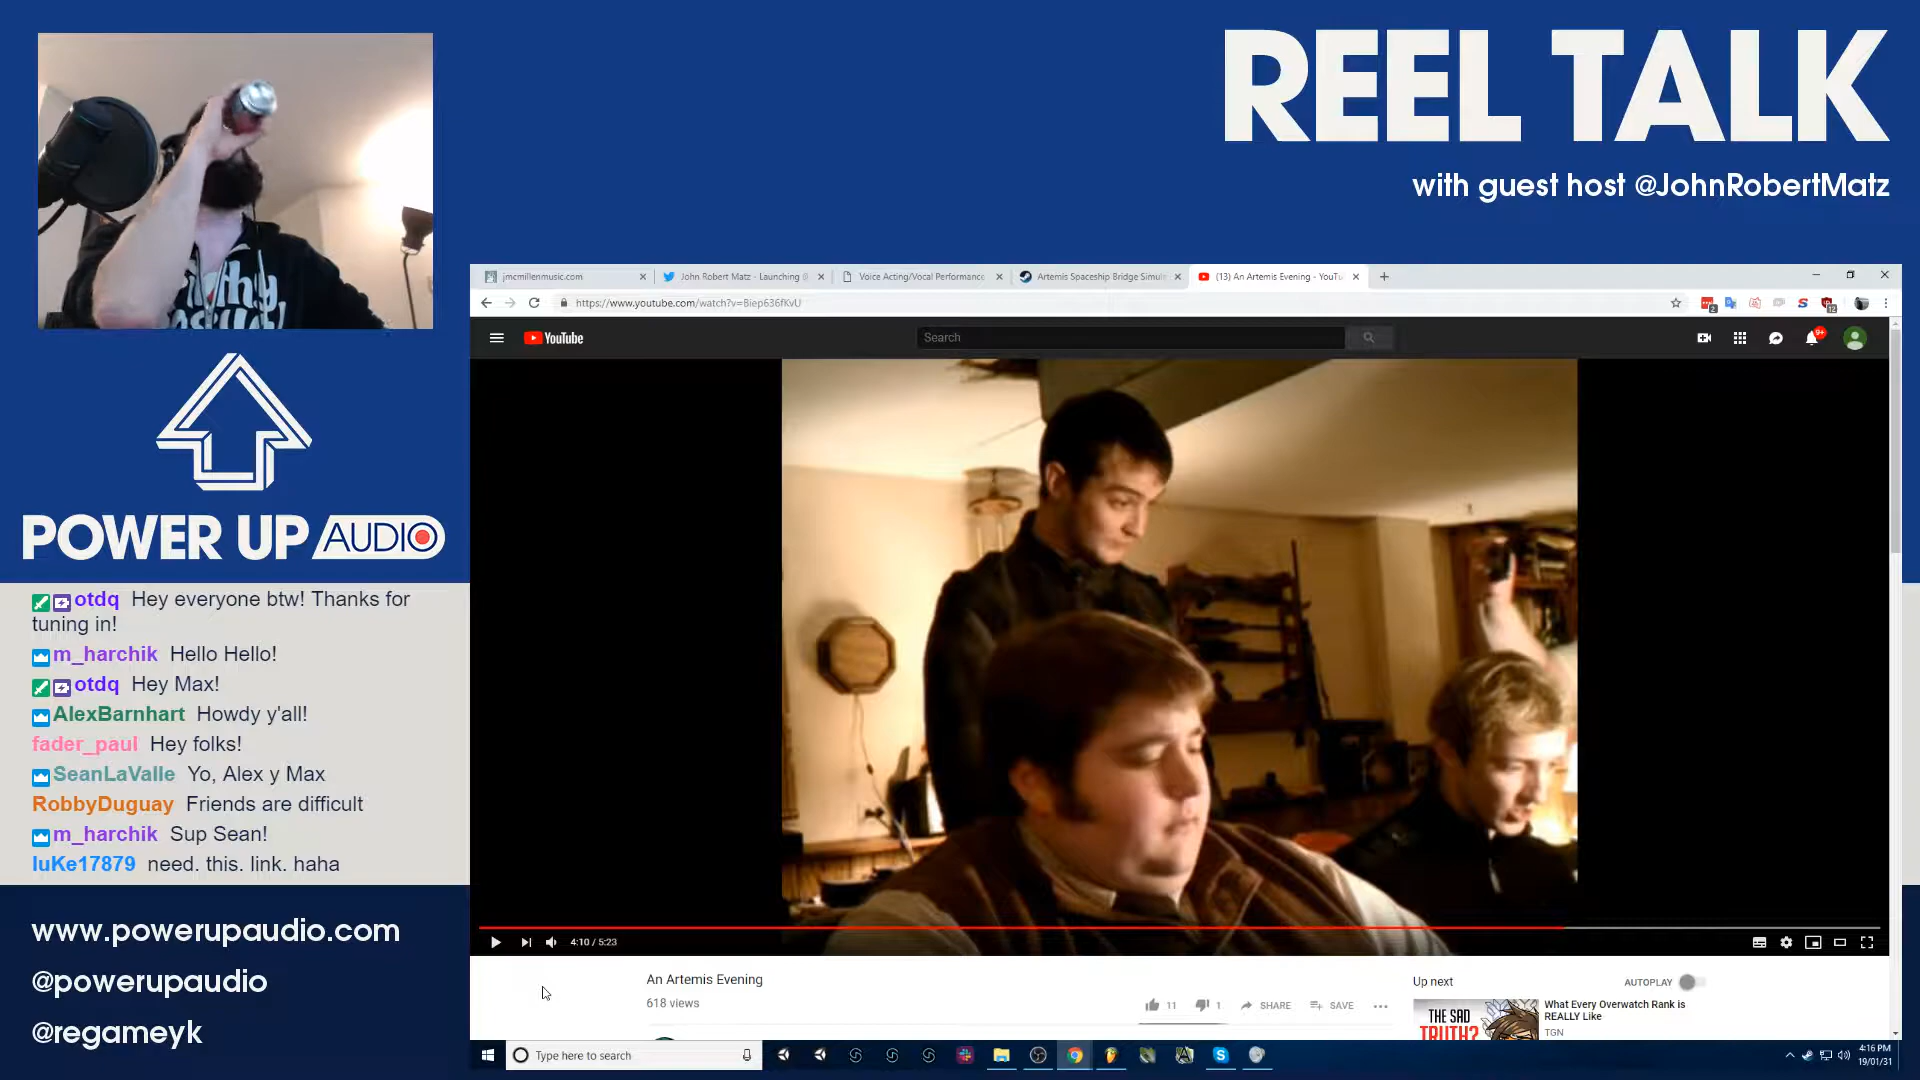 REEL TALK
with guest host @JohnRobertMatz
POWER UP AUDIO
otdq Hey everyone btw! Thanks for
tuning in!
m_harchik Hello Hello!
otdq Hey Max!
AlexBarnhart Howdy y'all!
fader_paul Hey folks!
SeanLaValle Yo, Alex y Max
RobbyDuguay Friends are difficult
m_harchik Sup Sean!
luKe17879 need. this. link. haha
www.powerupaudio.com
@powerupaudio
@regameyk
jmcmillenmusic.com
John Robert Matz - Launching
Voice Acting/Vocal Performance
Artemis Spaceship Bridge Simul
(13) An Artemis Evening - YouTu
https://www.youtube.com/watch?v=Biep636fKvU
YouTube
Search
9+
4:10 / 5:23
An Artemis Evening
618 views
11
1
SHARE
SAVE
Up next
AUTOPLAY
THE SAD
TRUTH?
What Every Overwatch Rank is
REALLY Like
TGN
Type here to search
4:16 PM
19/01/31